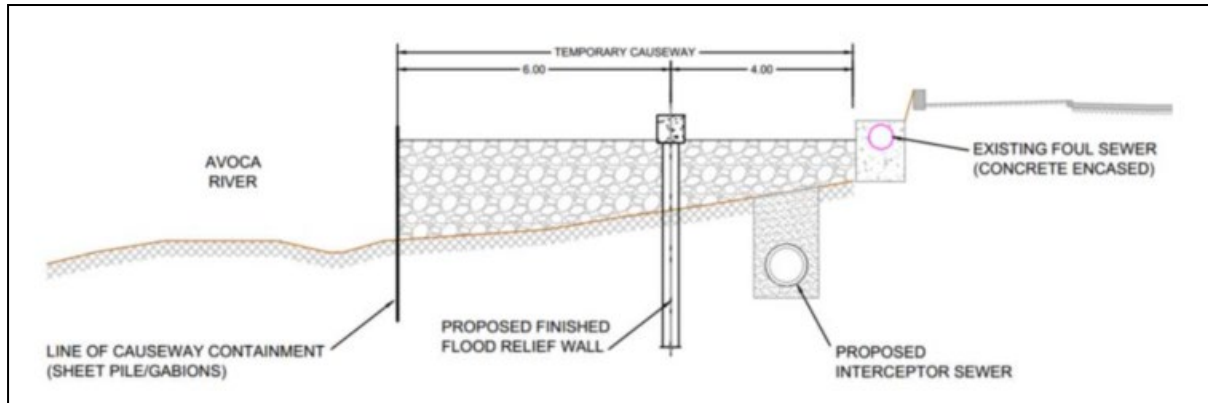 TEMPORARY CAUSEWAY
6.00
4.00
AVOCA
RIVER
EXISTING FOUL SEWER
(CONCRETE ENCASED)
LINE OF CAUSEWAY CONTAINMENT
(SHEET PILE/GABIONS)
PROPOSED FINISHED
FLOOD RELIEF WALL
PROPOSED
INTERCEPTOR SEWER